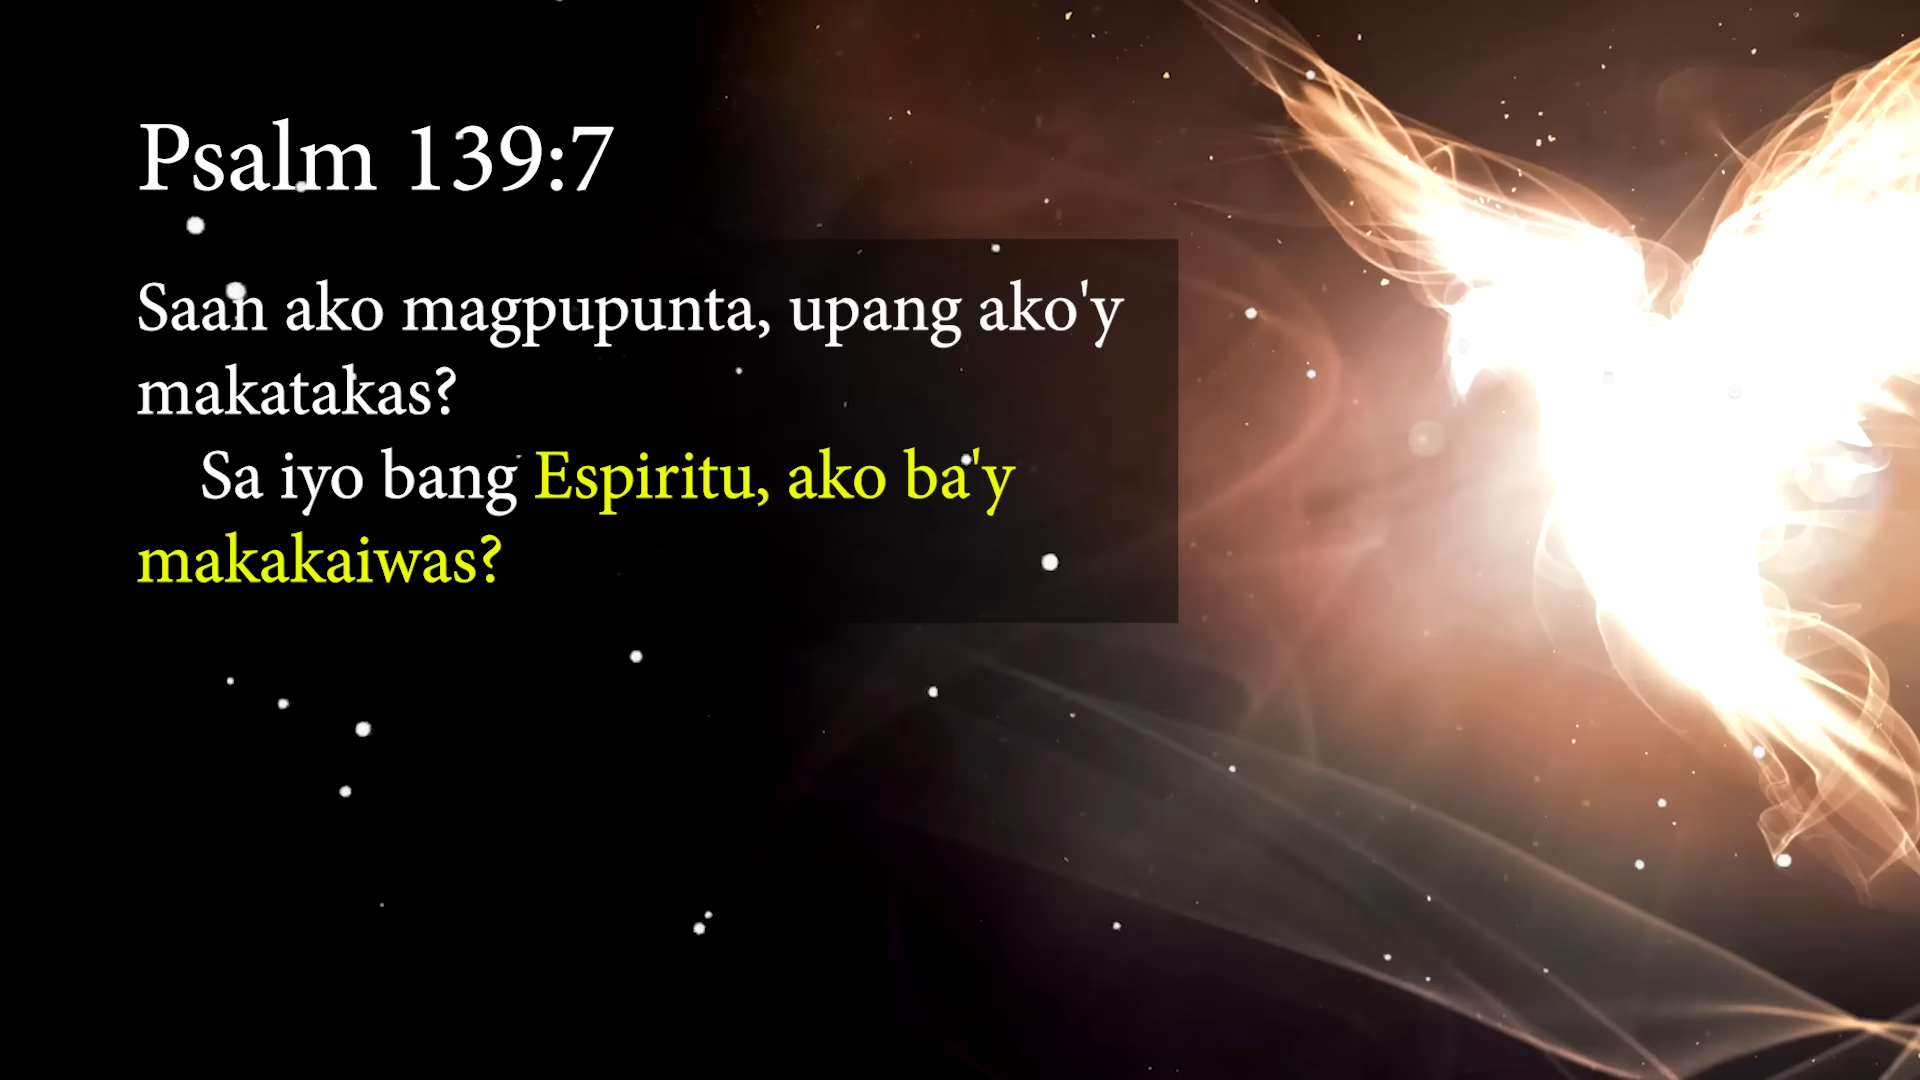 Psalm 139:7
Saan ako magpupunta, upang ako'y
makatakas?
Sa iyo bang Espiritu, ako ba'y
makakaiwas?